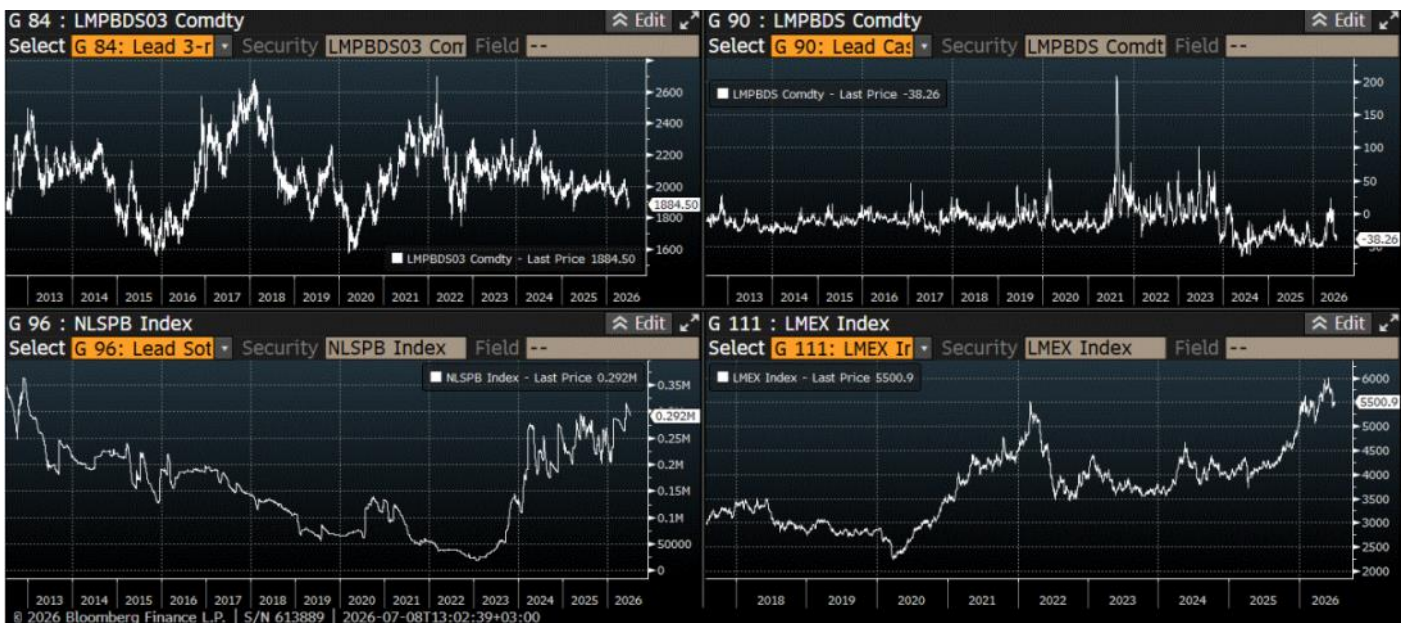 G 84 : LMPBDS03 Comdty
Edit
Select G 84: Lead 3-r Security LMPBDS03 Com Field --
2600
2400
2200
2000
1884.50
1800
1600
LMPBDS03 Comdty - Last Price 1884.50
2013 2014 2015 2016 2017 2018 2019 2020 2021 2022 2023 2024 2025 2026
G 90 : LMPBDS Comdty
Edit
Select G 90: Lead Cas Security LMPBDS Comdt Field --
LMPBDS Comdty - Last Price -38.26
200
150
100
50
0
-38.26
2013 2014 2015 2016 2017 2018 2019 2020 2021 2022 2023 2024 2025 2026
G 96 : NLSPB Index
Edit
Select G 96: Lead Sto Security NLSPB Index Field --
NLSPB Index - Last Price 0.292M
0.35M
0.292M
0.25M
0.2M
0.15M
0.1M
50000
0
2013 2014 2015 2016 2017 2018 2019 2020 2021 2022 2023 2024 2025 2026
G 111 : LMEX Index
Edit
Select G 111: LMEX Ir Security LMEX Index Field --
LMEX Index - Last Price 5500.9
6000
5500.9
5000
4500
4000
3500
3000
2500
2000
2018 2019 2020 2021 2022 2023 2024 2025 2026
© 2026 Bloomberg Finance L.P. | S/N 613889 | 2026-07-08T13:02:39+03:00